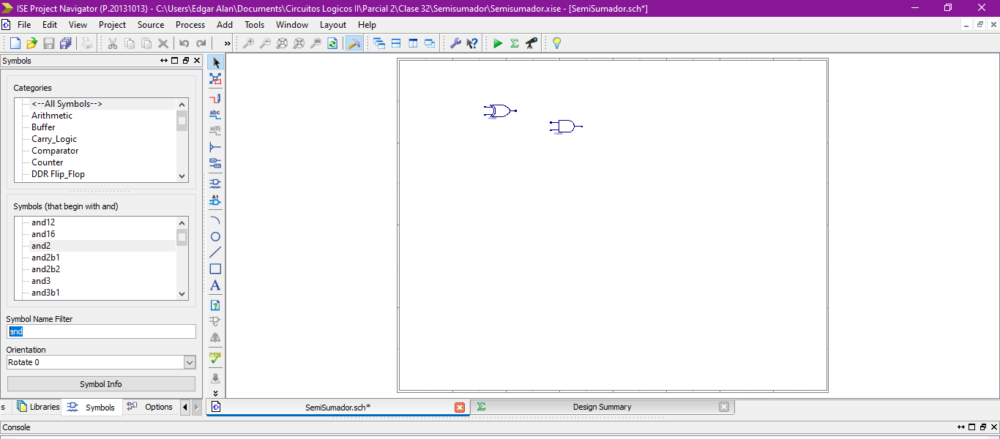 ISE Project Navigator (P.20131013) - C:\Users\Edgar Alan\Documents\Circuitos Logicos II\Parcial 2\Clase 32\Semisumador\Semisumador.xise - [SemiSumador.sch*]
File Edit View Project Source Process Add Tools Window Layout Help
»
Symbols
Categories
<--All Symbols-->
Arithmetic
Buffer
Carry_Logic
Comparator
Counter
DDR Flip_Flop
Symbols (that begin with and)
and12
and16
and2
and2b1
and2b2
and3
and3b1
Symbol Name Filter
and
Orientation
Rotate 0
Symbol Info
abc
a(0)
A1
A
s Libraries Symbols Options
SemiSumador.sch* Design Summary
Console